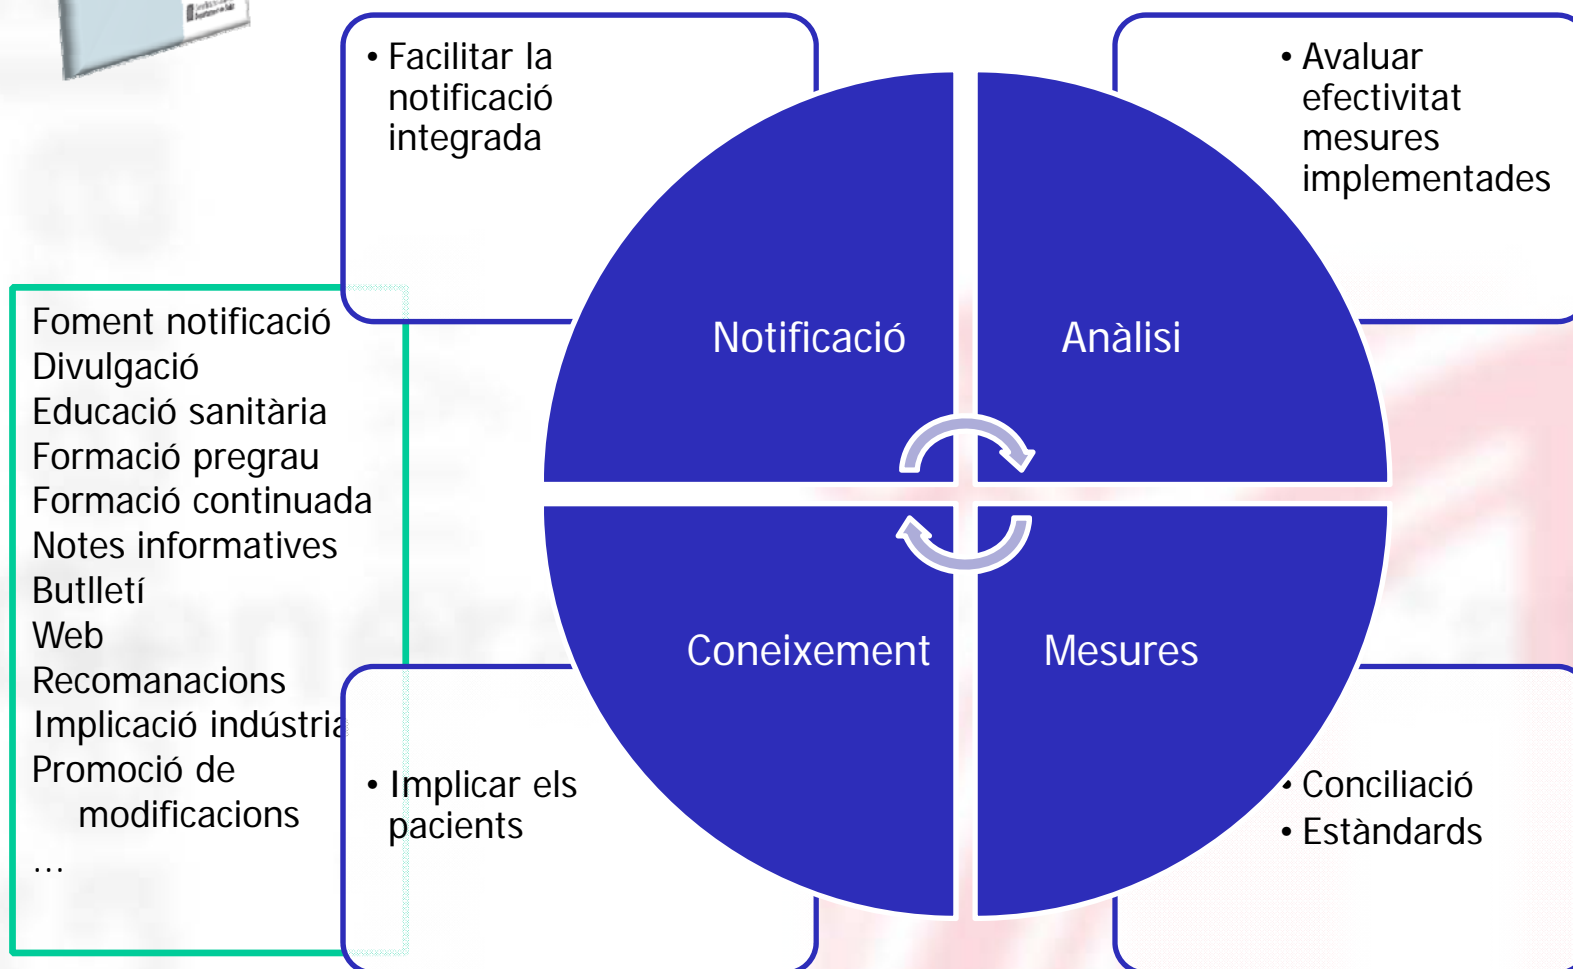 • Facilitar la
notificació
integrada
• Avaluar
efectivitat
mesures
implementades
Foment notificació
Divulgació
Educació sanitària
Formació pregrau
Formació continuada
Notes informatives
Butlletí
Web
Recomanacions
Implicació indústria
Promoció de
modificacions
...
Notificació
Anàlisi
Coneixement
Mesures
• Implicar els
pacients
• Conciliació
• Estàndards